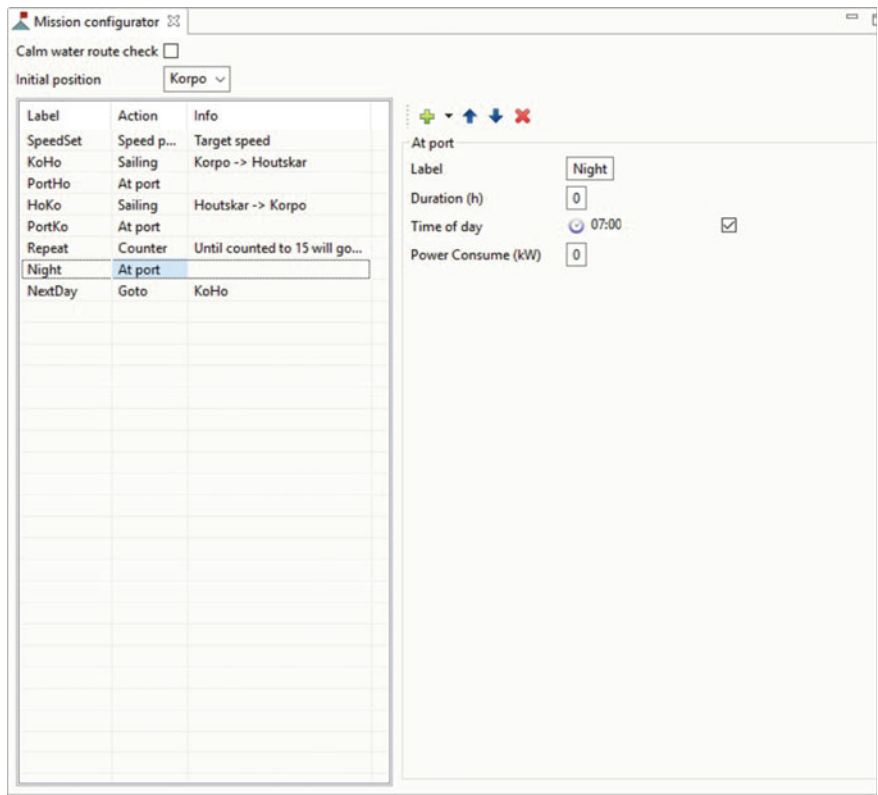 Mission configurator
Calm water route check
Initial position Korpo
Label Action Info
SpeedSet Speed p... Target speed
KoHo Sailing Korpo -> Houtskar
PortHo At port
HoKo Sailing Houtskar -> Korpo
PortKo At port
Repeat Counter Until counted to 15 will go...
Night At port
NextDay Goto KoHo
At port
Label Night
Duration (h) 0
Time of day 07:00
Power Consume (kW) 0